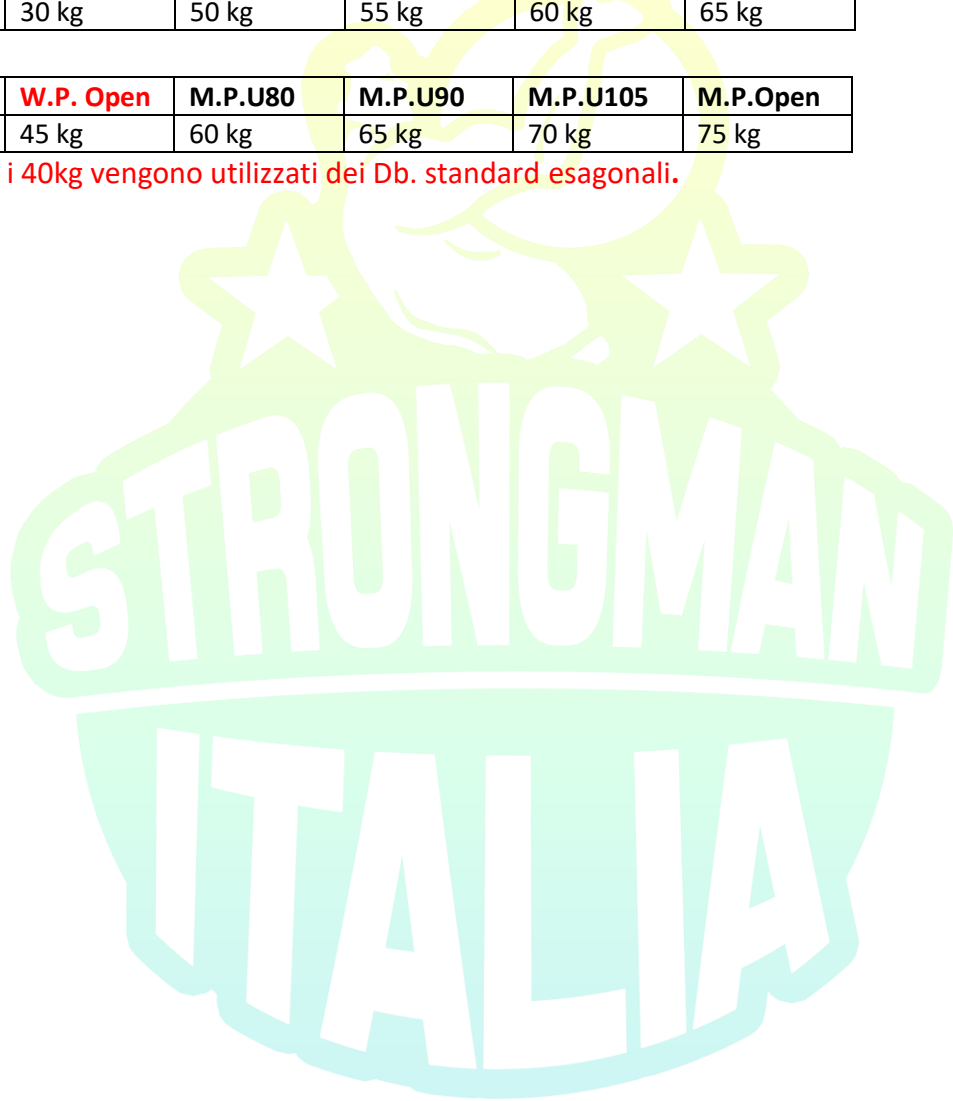 30 kg 50 kg 55 kg 60 kg 65 kg
W.P. Open M.P.U80 M.P.U90 M.P.U105 M.P.Open
45 kg 60 kg 65 kg 70 kg 75 kg
i 40kg vengono utilizzati dei Db. standard esagonali.
STRONGMAN
ITALIA